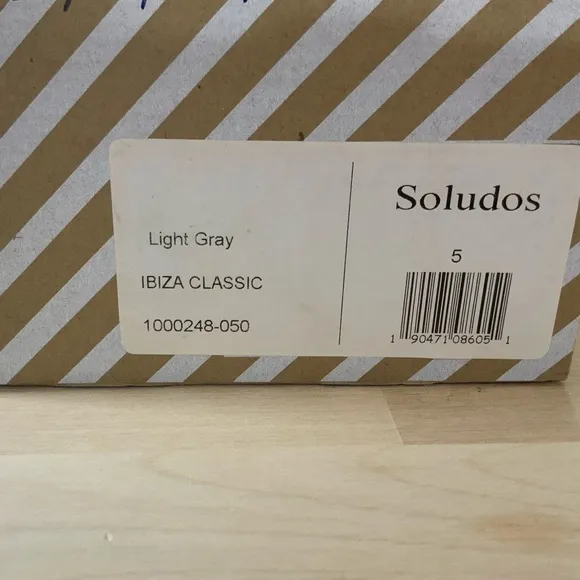 Light Gray
IBIZA CLASSIC
1000248-050
Soludos
5
1 90471 08605 1